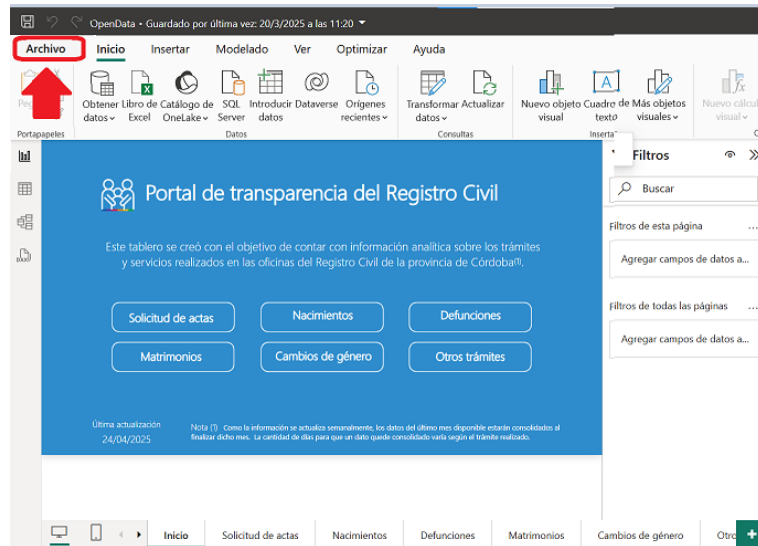 OpenData • Guardado por última vez: 20/3/2025 a las 11:20
Archivo Inicio Insertar Modelado Ver Optimizar Ayuda
Obtener datos
Libro de Excel
Catálogo de OneLake
SQL Server
Introducir datos
Dataverse
Orígenes recientes
Transformar datos
Actualizar
Nuevo objeto visual
Cuadro de texto
Más objetos visuales
Nuevo cálcul
visual
Portapapeles Datos Consultas Inserta
Filtros
Buscar
Filtros de esta página ...
Agregar campos de datos a...
Filtros de todas las páginas ...
Agregar campos de datos a...
Portal de transparencia del Registro Civil
Este tablero se creó con el objetivo de contar con información analítica sobre los trámites
y servicios realizados en las oficinas del Registro Civil de la provincia de Córdoba(1).
Solicitud de actas Nacimientos Defunciones
Matrimonios Cambios de género Otros trámites
Última actualización
24/04/2025
Nota (1) Como la información se actualiza semanalmente, los datos del último mes disponible estarán consolidados al
finalizar dicho mes. La cantidad de días para que un dato quede consolidado varía según el trámite realizado.
Inicio Solicitud de actas Nacimientos Defunciones Matrimonios Cambios de género Otro